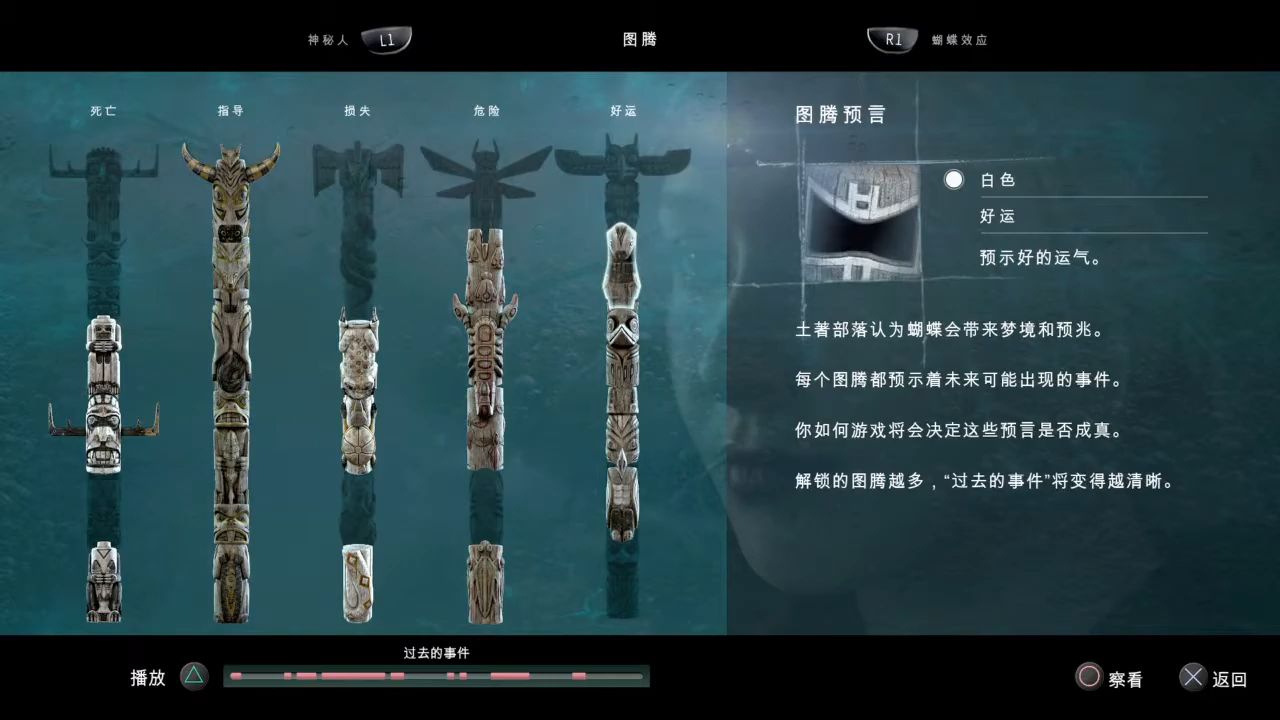 神秘人 L1 图腾 R1 蝴蝶效应
死亡 指导 损失 危险 好运
图腾预言
白色
好运
预示好的运气。
土著部落认为蝴蝶会带来梦境和预兆。
每个图腾都预示着未来可能出现的事件。
你如何游戏将会决定这些预言是否成真。
解锁的图腾越多，“过去的事件”将变得越清晰。
过去的事件
播放 察看 返回